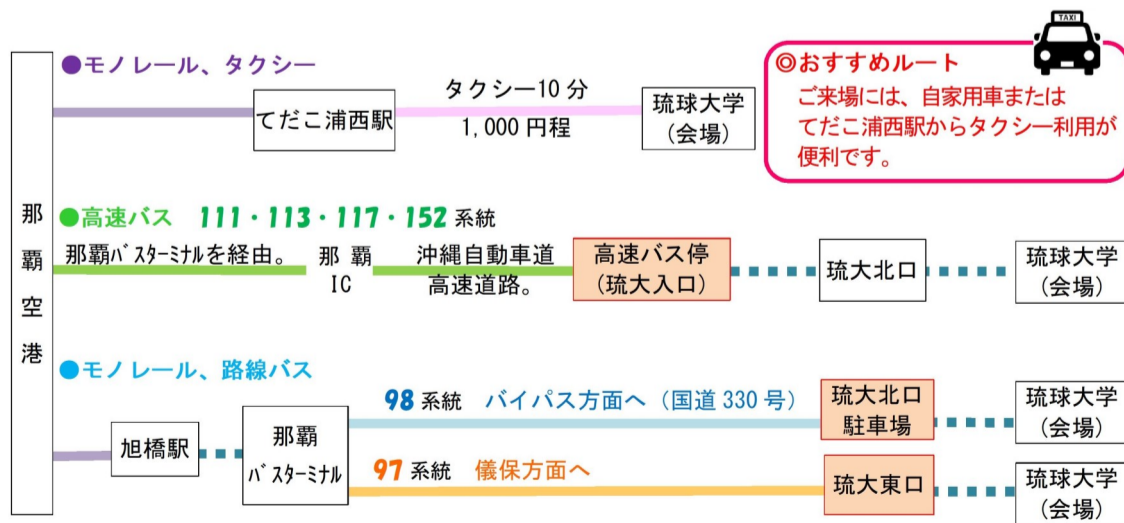 TAXI
●モノレール、タクシー
てだこ浦西駅
タクシー10分
1,000円程
琉球大学
(会場)
◎おすすめルート
ご来場には、自家用車または
てだこ浦西駅からタクシー利用が
便利です。
那覇空港
●高速バス 111・113・117・152 系統
那覇バスターミナルを経由。
那覇
IC
沖縄自動車道
高速道路。
高速バス停
(琉大入口)
琉大北口
琉球大学
(会場)
●モノレール、路線バス
旭橋駅
那覇
バスターミナル
98 系統 バイパス方面へ(国道330号)
琉大北口
駐車場
琉球大学
(会場)
97 系統 儀保方面へ
琉大東口
琉球大学
(会場)